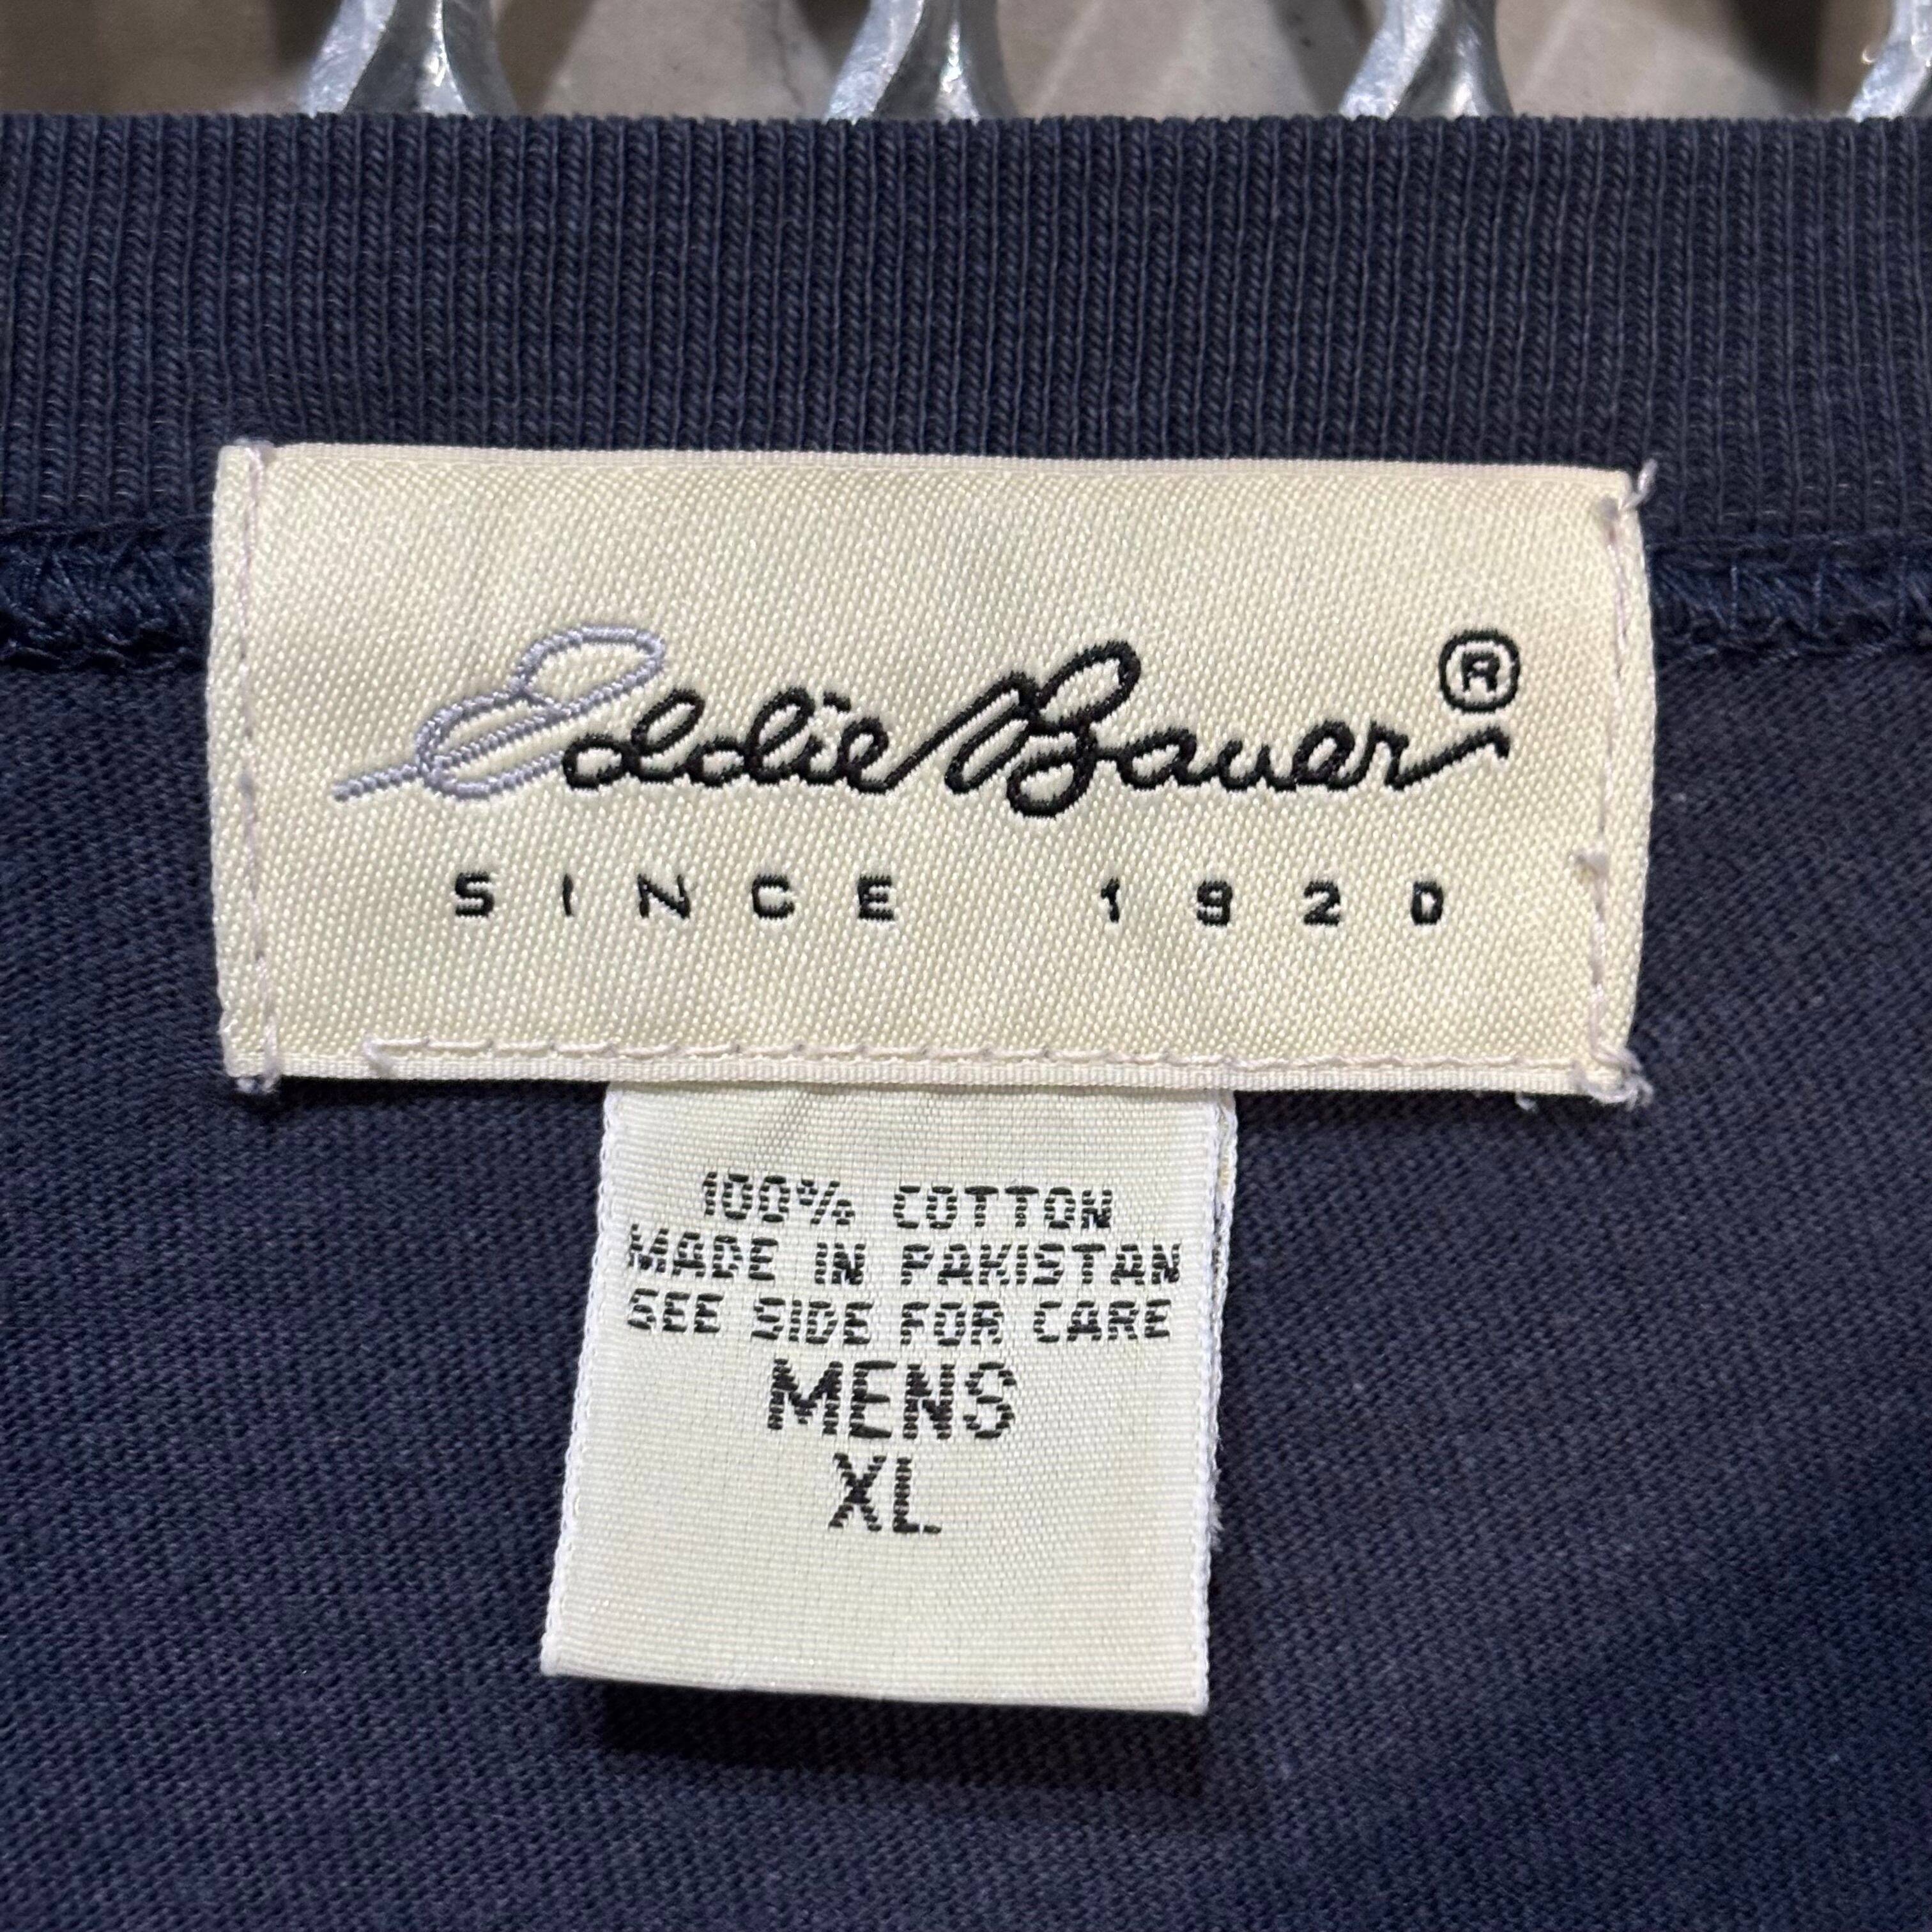 Eddie Bauer®
SINCE 1920
100% COTTON
MADE IN PAKISTAN
SEE SIDE FOR CARE
MENS
XL